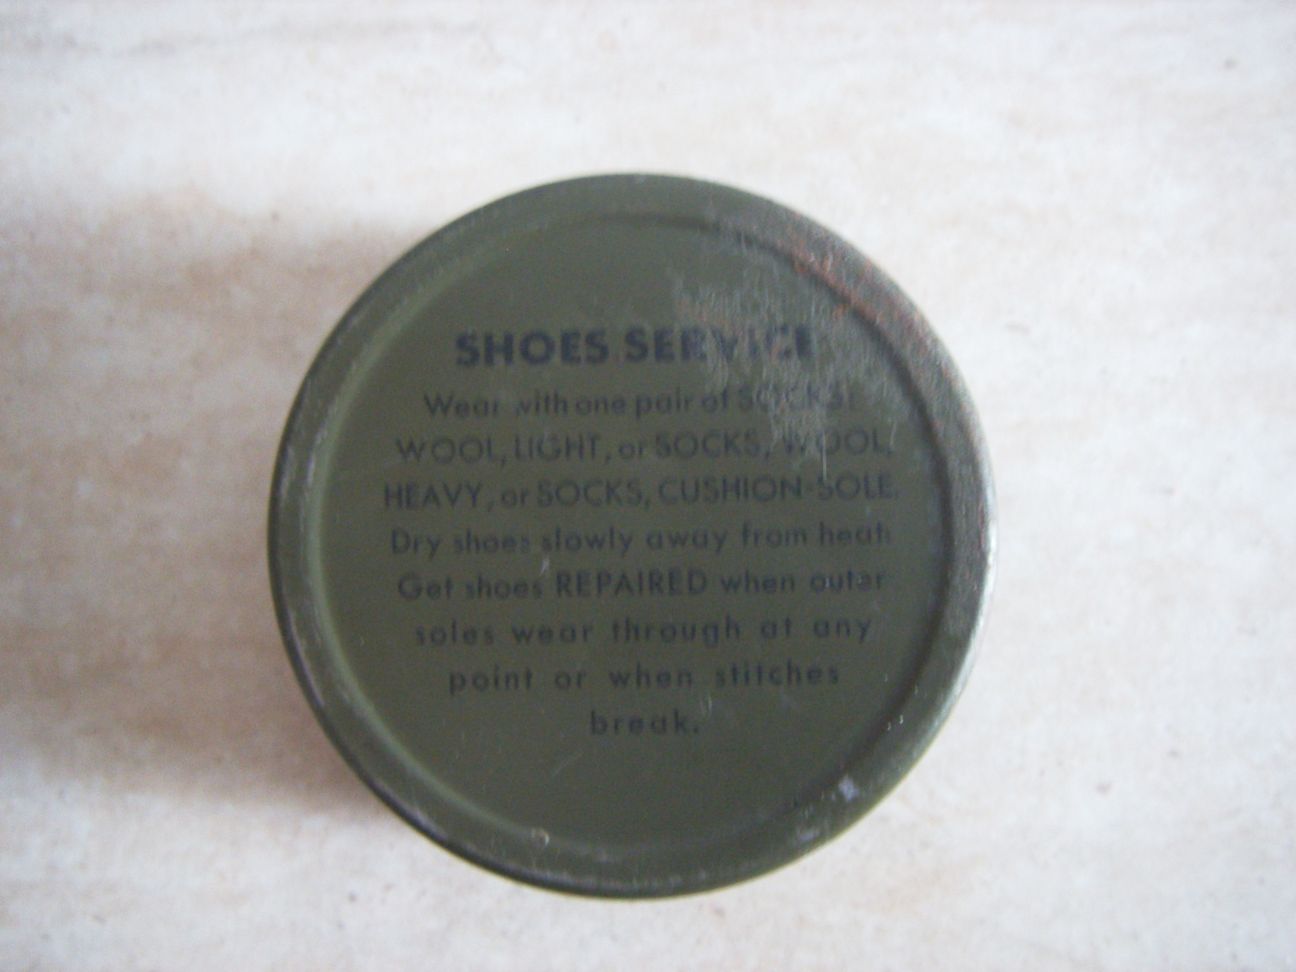 SHOES SERVICE
Wear with one pair of SOCKS,
WOOL, LIGHT, or SOCKS, WOOL,
HEAVY, or SOCKS, CUSHION-SOLE.
Dry shoes slowly away from heat.
Get shoes REPAIRED when outer
soles wear through at any
point or when stitches
break.